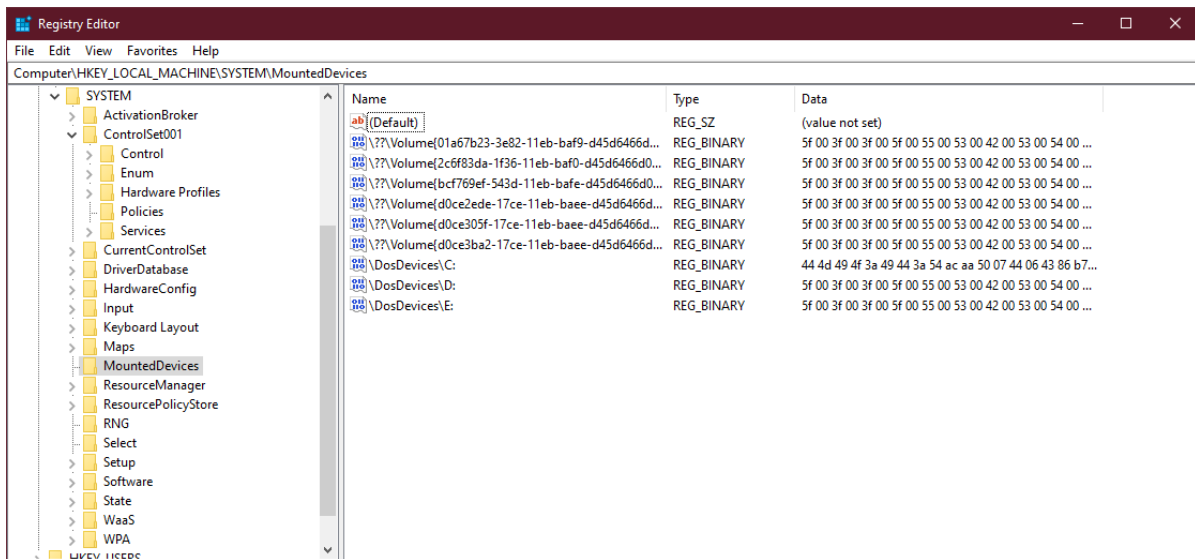 Registry Editor
File Edit View Favorites Help
Computer\HKEY_LOCAL_MACHINE\SYSTEM\MountedDevices
SYSTEM
ActivationBroker
ControlSet001
Control
Enum
Hardware Profiles
Policies
Services
CurrentControlSet
DriverDatabase
HardwareConfig
Input
Keyboard Layout
Maps
MountedDevices
ResourceManager
ResourcePolicyStore
RNG
Select
Setup
Software
State
WaaS
WPA
HKEY_USERS
Name Type Data
(Default) REG_SZ (value not set)
\??\Volume{01a67b23-3e82-11eb-baf9-d45d6466d... REG_BINARY 5f 00 3f 00 3f 00 5f 00 55 00 53 00 42 00 53 00 54 00 ...
\??\Volume{2c6f83da-1f36-11eb-baf0-d45d6466d0... REG_BINARY 5f 00 3f 00 3f 00 5f 00 55 00 53 00 42 00 53 00 54 00 ...
\??\Volume{bcf769ef-543d-11eb-bafe-d45d6466d0... REG_BINARY 5f 00 3f 00 3f 00 5f 00 55 00 53 00 42 00 53 00 54 00 ...
\??\Volume{d0ce2ede-17ce-11eb-baee-d45d6466d... REG_BINARY 5f 00 3f 00 3f 00 5f 00 55 00 53 00 42 00 53 00 54 00 ...
\??\Volume{d0ce305f-17ce-11eb-baee-d45d6466d... REG_BINARY 5f 00 3f 00 3f 00 5f 00 55 00 53 00 42 00 53 00 54 00 ...
\??\Volume{d0ce3ba2-17ce-11eb-baee-d45d6466d... REG_BINARY 5f 00 3f 00 3f 00 5f 00 55 00 53 00 42 00 53 00 54 00 ...
\DosDevices\C: REG_BINARY 44 4d 49 4f 3a 49 44 3a 54 ac aa 50 07 44 06 43 86 b7...
\DosDevices\D: REG_BINARY 5f 00 3f 00 3f 00 5f 00 55 00 53 00 42 00 53 00 54 00 ...
\DosDevices\E: REG_BINARY 5f 00 3f 00 3f 00 5f 00 55 00 53 00 42 00 53 00 54 00 ...